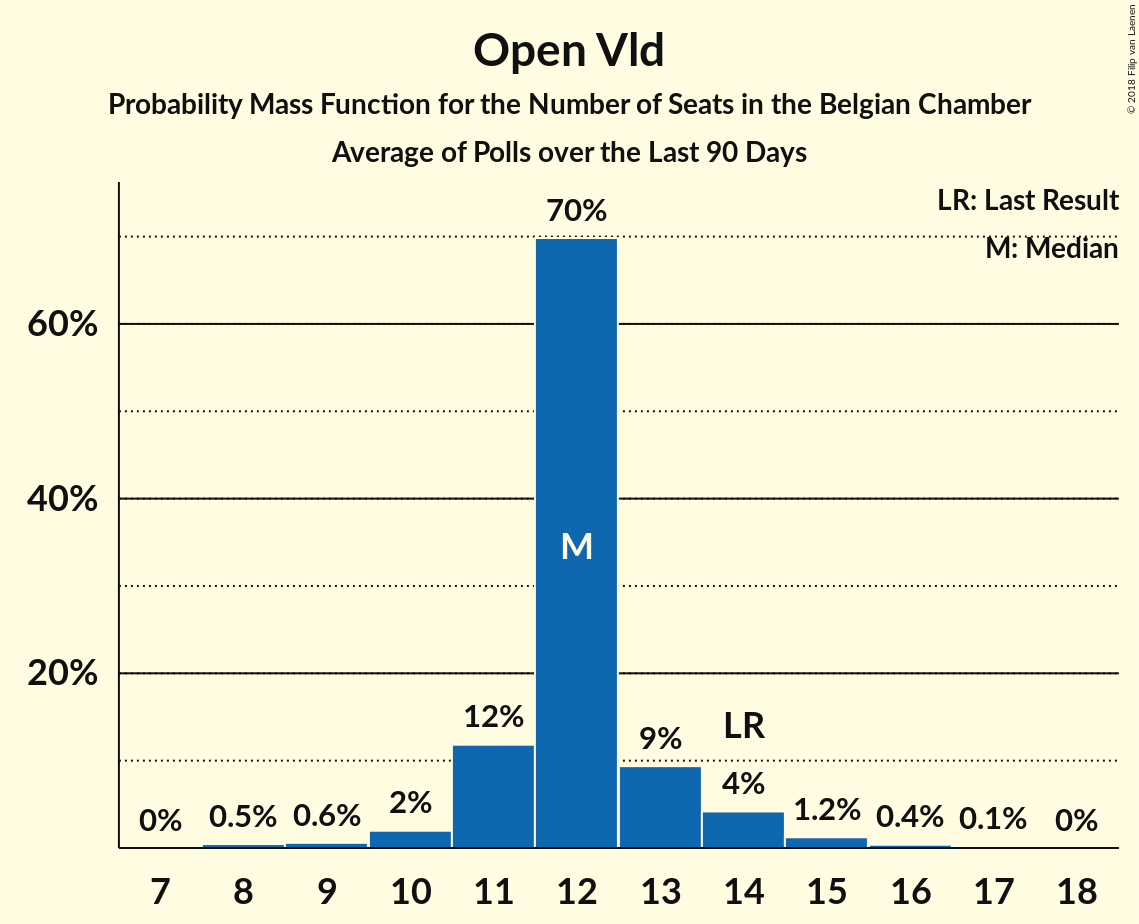 Open Vld
Probability Mass Function for the Number of Seats in the Belgian Chamber
Average of Polls over the Last 90 Days
© 2018 Filip van Laenen
LR: Last Result
M: Median
70%
60%
40%
M
20%
12%
9%
LR
4%
0%
0.5%
0.6%
2%
1.2%
0.4%
0.1%
0%
7 8 9 10 11 12 13 14 15 16 17 18